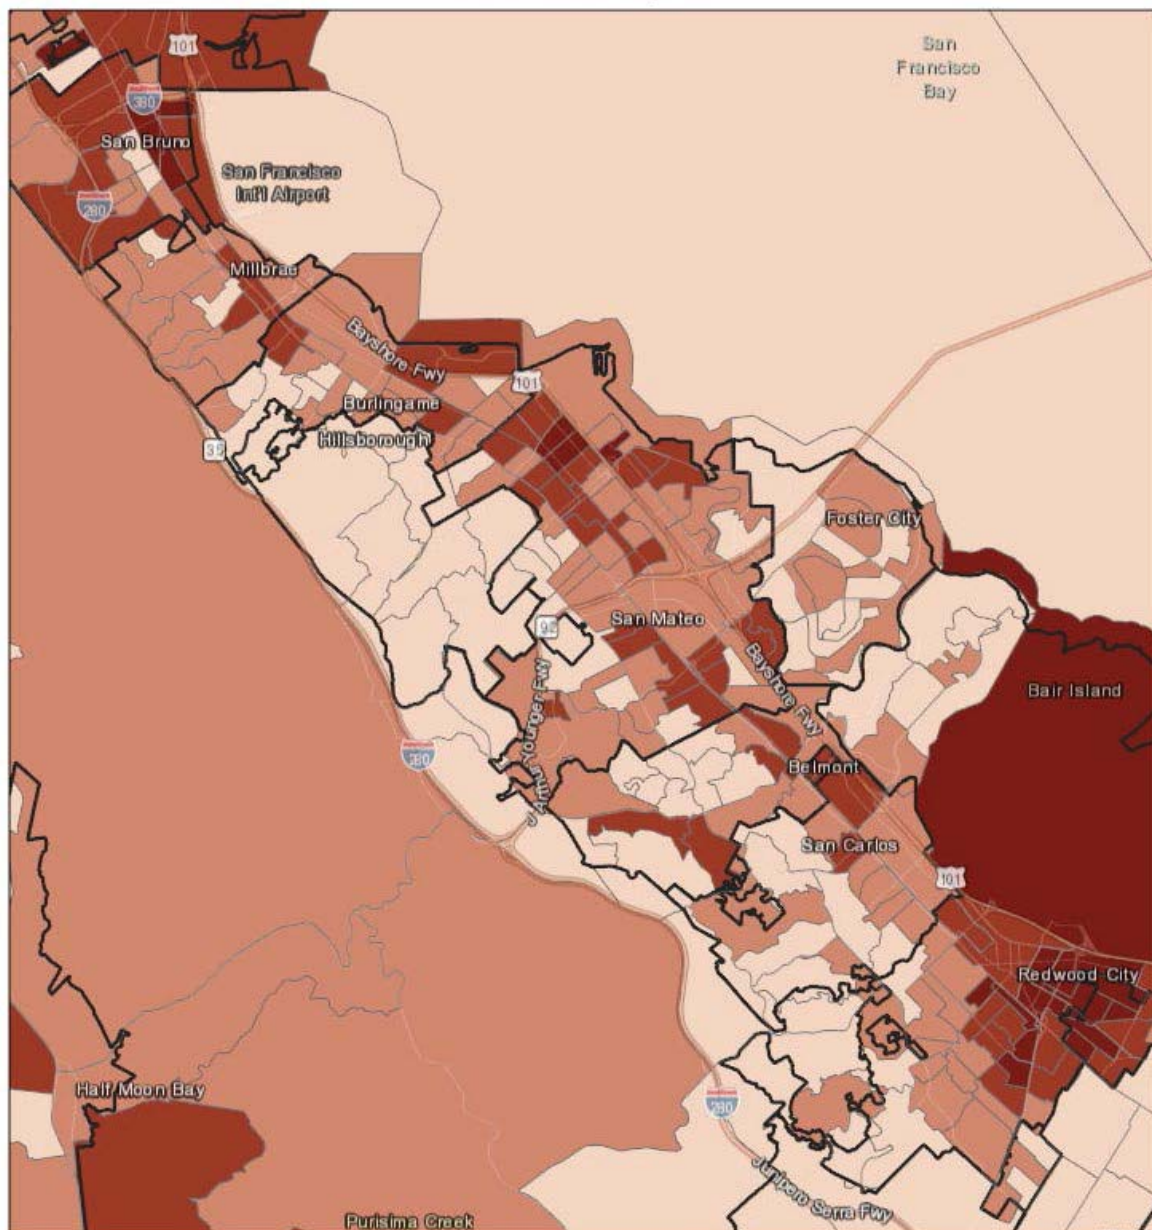 101
San
Francisco
Bay
380
San Bruno
San Francisco
Int'l Airport
280
Millbrae
Bayshore Fwy
101
Burlingame
Hillsborough
35
Foster City
San Mateo
92
Bayshore Fwy
Bair Island
J Arthur Younger Fwy
280
Belmont
San Carlos
101
Redwood City
Half Moon Bay
280
Junipero Serra Fwy
Purisima Creek